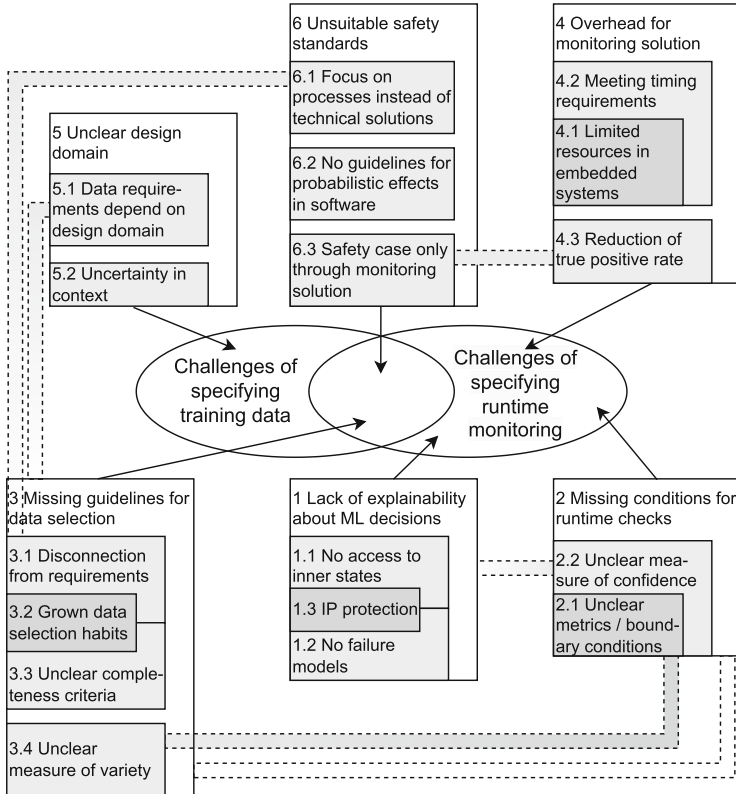 6 Unsuitable safety
standards
6.1 Focus on
processes instead of
technical solutions
6.2 No guidelines for
probabilistic effects
in software
6.3 Safety case only
through monitoring
solution
4 Overhead for
monitoring solution
4.2 Meeting timing
requirements
4.1 Limited
resources in
embedded
systems
4.3 Reduction of
true positive rate
5 Unclear design
domain
5.1 Data require-
ments depend on
design domain
5.2 Uncertainty in
context
Challenges of
specifying
training data
Challenges of
specifying
runtime
monitoring
3 Missing guidelines for
data selection
3.1 Disconnection
from requirements
3.2 Grown data
selection habits
3.3 Unclear comple-
teness criteria
3.4 Unclear
measure of variety
1 Lack of explainability
about ML decisions
1.1 No access to
inner states
1.3 IP protection
1.2 No failure
models
2 Missing conditions for
runtime checks
2.2 Unclear mea-
sure of confidence
2.1 Unclear
metrics / bound-
ary conditions